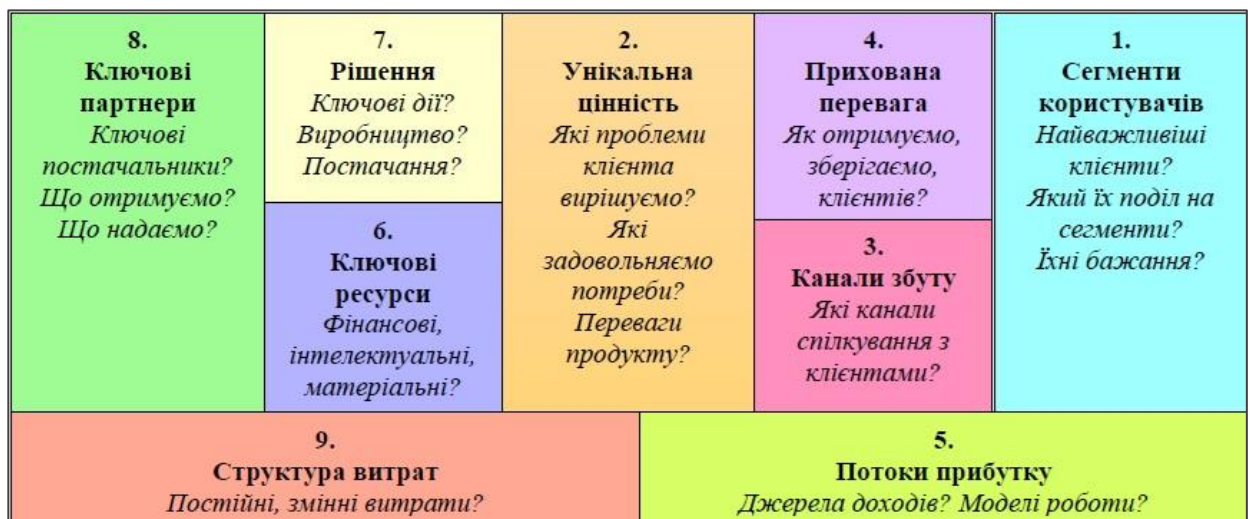 8.
Ключові
партнери
Ключові
постачальники?
Що отримуємо?
Що надаємо?
7.
Рішення
Ключові дії?
Виробництво?
Постачання?
6.
Ключові
ресурси
Фінансові,
інтелектуальні,
матеріальні?
2.
Унікальна
цінність
Які проблеми
клієнта
вирішуємо?
Які
задовольняємо
потреби?
Переваги
продукту?
4.
Прихована
перевага
Як отримуємо,
зберігаємо,
клієнтів?
3.
Канали збуту
Які канали
спілкування з
клієнтами?
1.
Сегменти
користувачів
Найважливіші
клієнти?
Який їх поділ на
сегменти?
Їхні бажання?
9.
Структура витрат
Постійні, змінні витрати?
5.
Потоки прибутку
Джерела доходів? Моделі роботи?